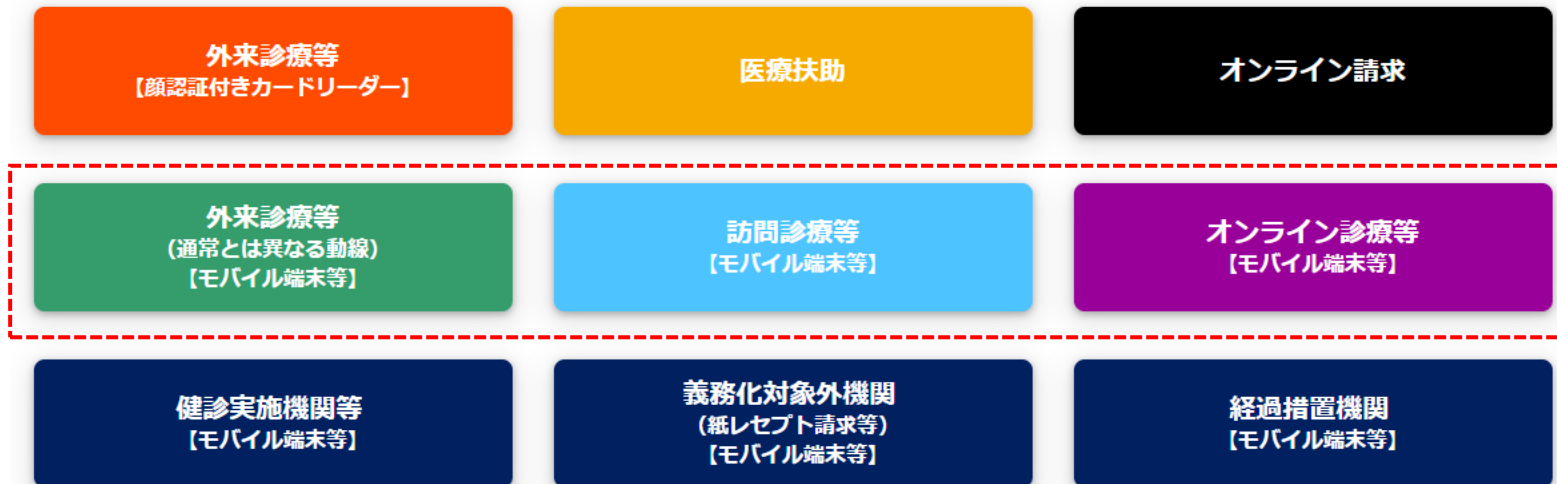 外来診療等
【顔認証付きカードリーダー】
医療扶助
オンライン請求
外来診療等
（通常とは異なる動線）
【モバイル端末等】
訪問診療等
【モバイル端末等】
オンライン診療等
【モバイル端末等】
健診実施機関等
【モバイル端末等】
義務化対象外機関
（紙レセプト請求等）
【モバイル端末等】
経過措置機関
【モバイル端末等】